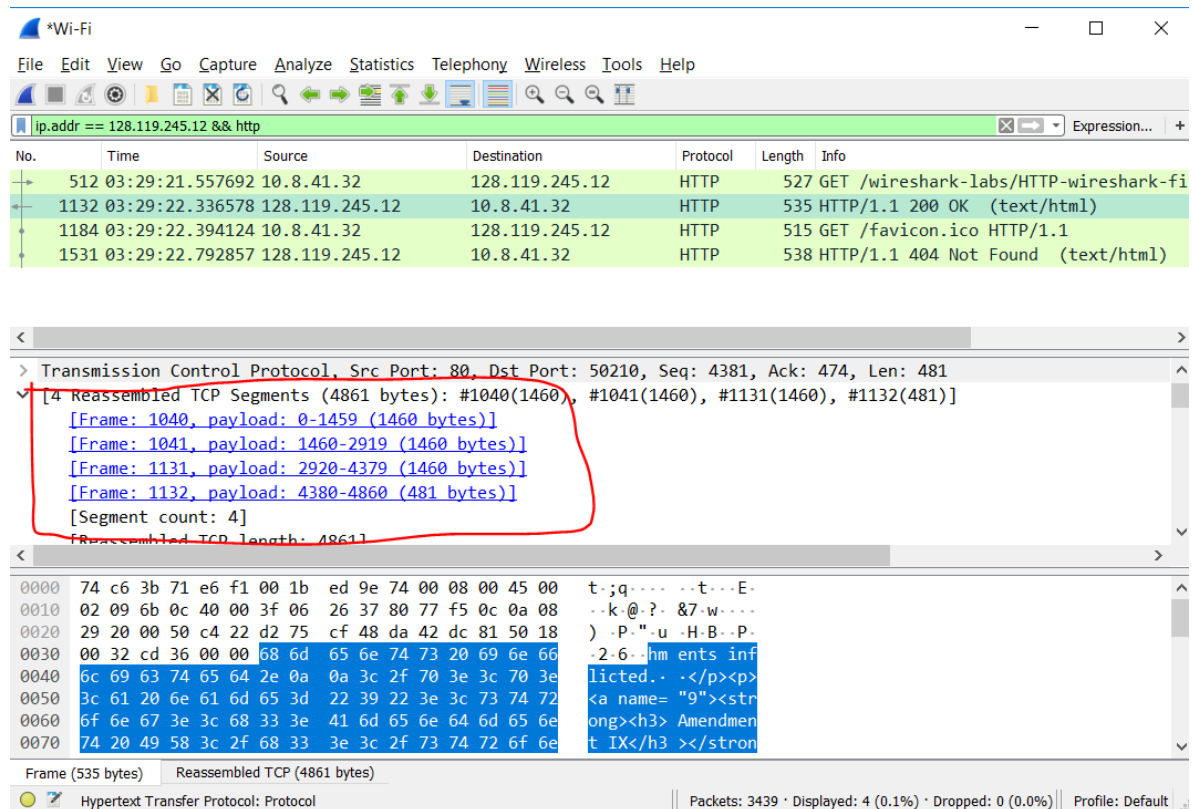 *Wi-Fi
File Edit View Go Capture Analyze Statistics Telephony Wireless Tools Help
ip.addr == 128.119.245.12 && http Expression... +
No. Time Source Destination Protocol Length Info
512 03:29:21.557692 10.8.41.32 128.119.245.12 HTTP 527 GET /wireshark-labs/HTTP-wireshark-fi
1132 03:29:22.336578 128.119.245.12 10.8.41.32 HTTP 535 HTTP/1.1 200 OK (text/html)
1184 03:29:22.394124 10.8.41.32 128.119.245.12 HTTP 515 GET /favicon.ico HTTP/1.1
1531 03:29:22.792857 128.119.245.12 10.8.41.32 HTTP 538 HTTP/1.1 404 Not Found (text/html)
Transmission Control Protocol, Src Port: 80, Dst Port: 50210, Seq: 4381, Ack: 474, Len: 481
[4 Reassembled TCP Segments (4861 bytes): #1040(1460), #1041(1460), #1131(1460), #1132(481)]
[Frame: 1040, payload: 0-1459 (1460 bytes)]
[Frame: 1041, payload: 1460-2919 (1460 bytes)]
[Frame: 1131, payload: 2920-4379 (1460 bytes)]
[Frame: 1132, payload: 4380-4860 (481 bytes)]
[Segment count: 4]
[Reassembled TCP length: 4861]
0000 74 c6 3b 71 e6 f1 00 1b ed 9e 74 00 08 00 45 00 t·;q···· ··t···E·
0010 02 09 6b 0c 40 00 3f 06 26 37 80 77 f5 0c 0a 08 ··k·@·?· &7·w····
0020 29 20 00 50 c4 22 d2 75 cf 48 da 42 dc 81 50 18 ) ·P·"·u ·H·B··P·
0030 00 32 cd 36 00 00 68 6d 65 6e 74 73 20 69 6e 66 ·2·6··hm ents inf
0040 6c 69 63 74 65 64 2e 0a 0a 3c 2f 70 3e 3c 70 3e licted.· ·</p><p>
0050 3c 61 20 6e 61 6d 65 3d 22 39 22 3e 3c 73 74 72 <a name= "9"><str
0060 6f 6e 67 3e 3c 68 33 3e 41 6d 65 6e 64 6d 65 6e ong><h3> Amendmen
0070 74 20 49 58 3c 2f 68 33 3e 3c 2f 73 74 72 6f 6e t IX</h3 ></stron
Frame (535 bytes) Reassembled TCP (4861 bytes)
Hypertext Transfer Protocol: Protocol Packets: 3439 · Displayed: 4 (0.1%) · Dropped: 0 (0.0%) Profile: Default